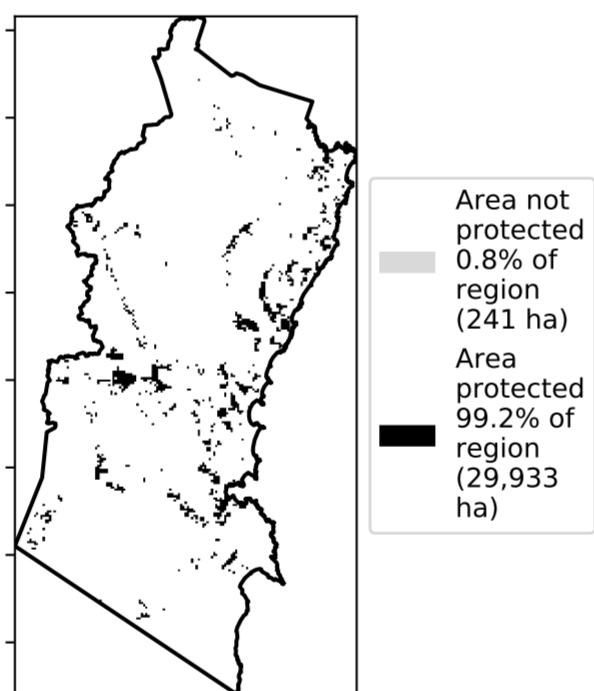 Area not
protected
0.8% of
region
(241 ha)
Area
protected
99.2% of
region
(29,933
ha)